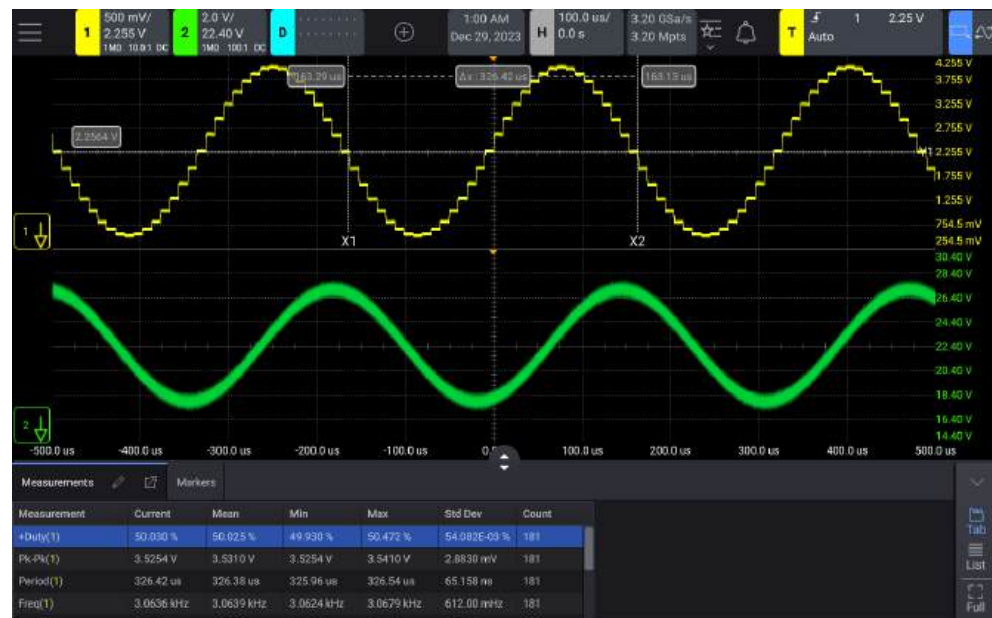 1 500 mV/ 2.255 V 1MΩ 10.0:1 DC
2 2.0 V/ 22.40 V 1MΩ 100:1 DC
D
1:00 AM
Dec 29, 2023
H 100.0 us/ 0.0 s
3.20 GSa/s
3.20 Mpts
T 1 2.25 V
Auto
163.29 us
Δx : 326.42 us
163.13 us
2.2564 V
X1
X2
Y1
4.255 V
3.755 V
3.255 V
2.755 V
2.255 V
1.755 V
1.255 V
754.5 mV
254.5 mV
1
30.40 V
28.40 V
26.40 V
24.40 V
22.40 V
20.40 V
18.40 V
16.40 V
14.40 V
2
-500.0 us -400.0 us -300.0 us -200.0 us -100.0 us 100.0 us 200.0 us 300.0 us 400.0 us 500.0 us
Measurements Markers
Measurement Current Mean Min Max Std Dev Count
+Duty(1) 50.030 % 50.025 % 49.930 % 50.472 % 54.082E-03 % 181
Pk-Pk(1) 3.5254 V 3.5310 V 3.5254 V 3.5410 V 2.8830 mV 181
Period(1) 326.42 us 326.38 us 325.96 us 326.54 us 65.158 ns 181
Freq(1) 3.0636 kHz 3.0639 kHz 3.0624 kHz 3.0679 kHz 612.00 mHz 181
Tab
List
Full